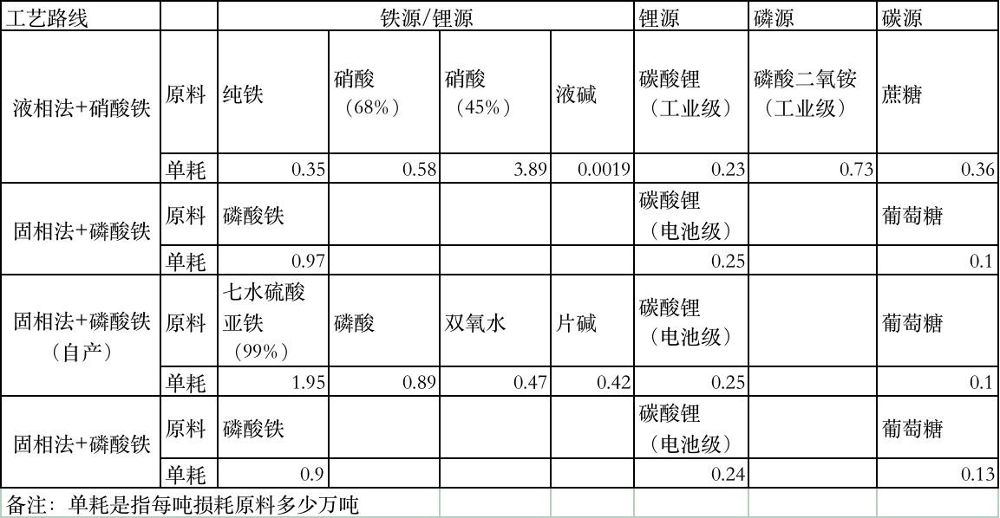 工艺路线 铁源/锂源 锂源 磷源 碳源
液相法+硝酸铁 原料 纯铁 硝酸（68%） 硝酸（45%） 液碱 碳酸锂（工业级） 磷酸二氧铵（工业级） 蔗糖
单耗 0.35 0.58 3.89 0.0019 0.23 0.73 0.36
固相法+磷酸铁 原料 磷酸铁 碳酸锂（电池级） 葡萄糖
单耗 0.97 0.25 0.1
固相法+磷酸铁（自产） 原料 七水硫酸亚铁（99%） 磷酸 双氧水 片碱 碳酸锂（电池级） 葡萄糖
单耗 1.95 0.89 0.47 0.42 0.25 0.1
固相法+磷酸铁 原料 磷酸铁 碳酸锂（电池级） 葡萄糖
单耗 0.9 0.24 0.13
备注：单耗是指每吨损耗原料多少万吨